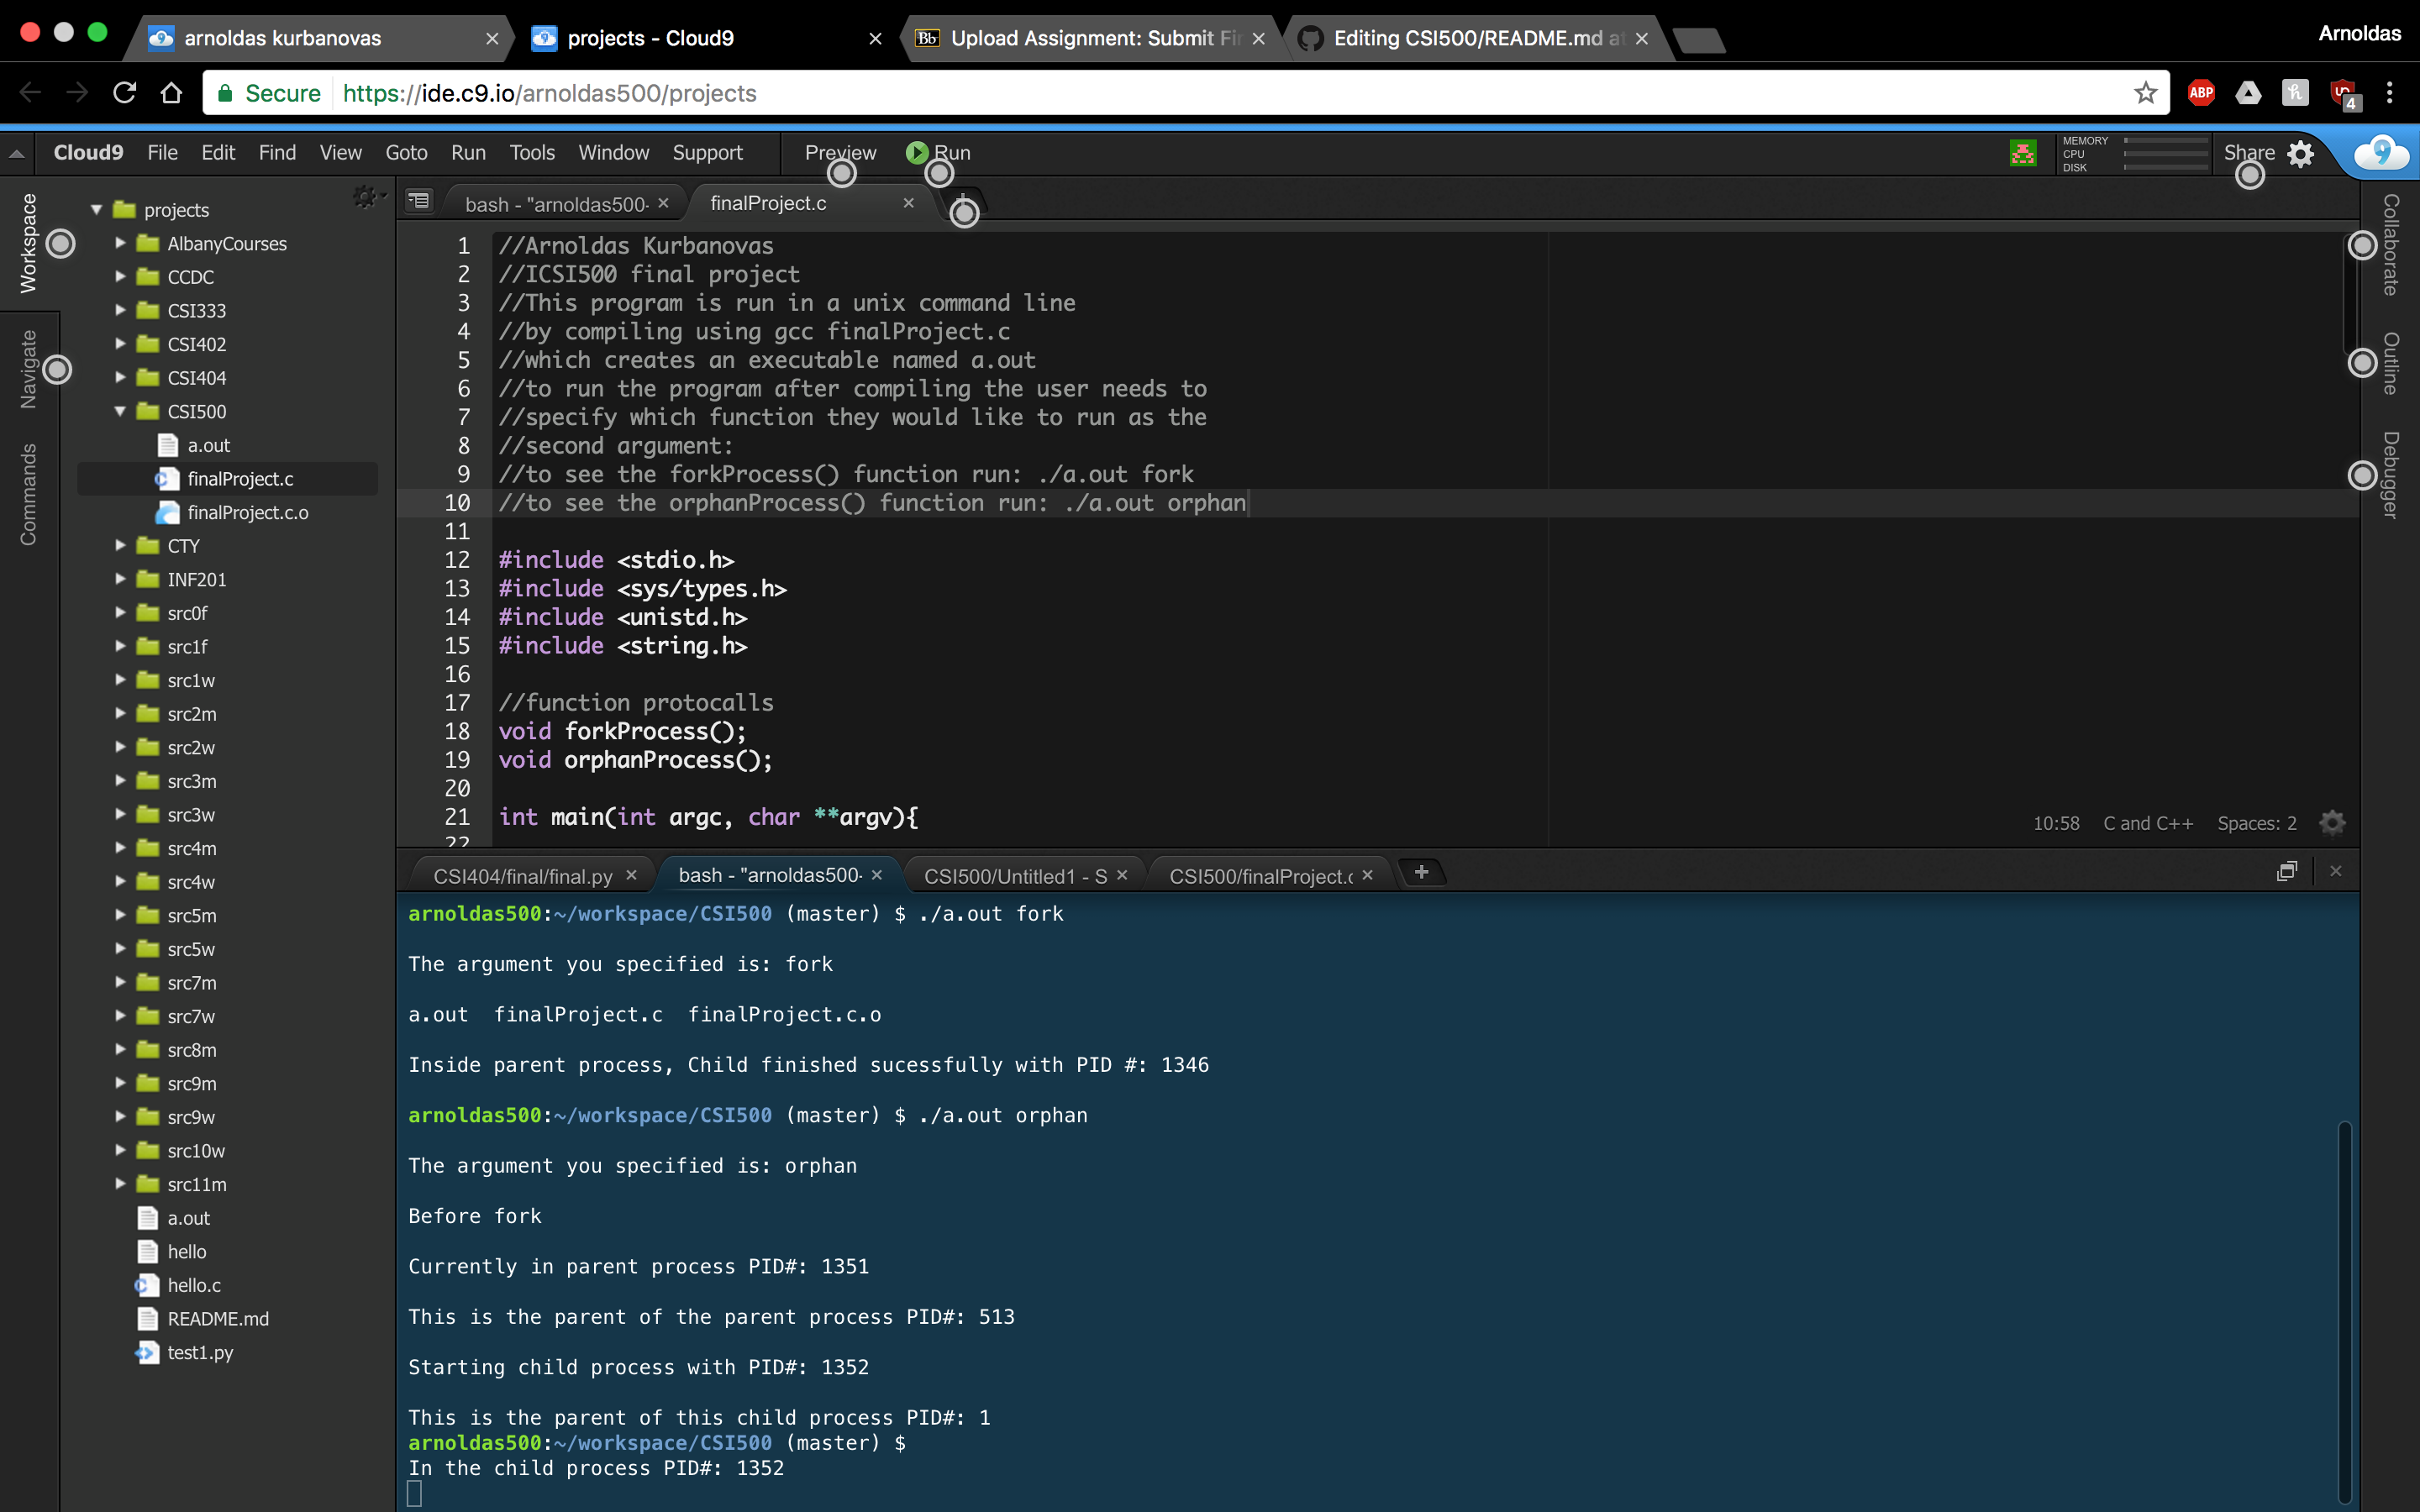 arnoldas kurbanovas
projects - Cloud9
Bb Upload Assignment: Submit Fi
Editing CSI500/README.md at
Arnoldas
Secure https://ide.c9.io/arnoldas500/projects
ABP
4
Cloud9 File Edit Find View Goto Run Tools Window Support Preview Run
MEMORY
CPU
DISK
Share
9
Workspace
Navigate
Commands
projects
AlbanyCourses
CCDC
CSI333
CSI402
CSI404
CSI500
a.out
finalProject.c
finalProject.c.o
CTY
INF201
src0f
src1f
src1w
src2m
src2w
src3m
src3w
src4m
src4w
src5m
src5w
src7m
src7w
src8m
src9m
src9w
src10w
src11m
a.out
hello
hello.c
README.md
test1.py
bash - "arnoldas500-
finalProject.c
1 //Arnoldas Kurbanovas
2 //ICSI500 final project
3 //This program is run in a unix command line
4 //by compiling using gcc finalProject.c
5 //which creates an executable named a.out
6 //to run the program after compiling the user needs to
7 //specify which function they would like to run as the
8 //second argument:
9 //to see the forkProcess() function run: ./a.out fork
10 //to see the orphanProcess() function run: ./a.out orphan
11
12 #include <stdio.h>
13 #include <sys/types.h>
14 #include <unistd.h>
15 #include <string.h>
16
17 //function protocalls
18 void forkProcess();
19 void orphanProcess();
20
21 int main(int argc, char **argv){
22
10:58 C and C++ Spaces: 2
Collaborate
Outline
Debugger
CSI404/final/final.py
bash - "arnoldas500-
CSI500/Untitled1 - S
CSI500/finalProject.c
arnoldas500:~/workspace/CSI500 (master) $ ./a.out fork
The argument you specified is: fork
a.out finalProject.c finalProject.c.o
Inside parent process, Child finished sucessfully with PID #: 1346
arnoldas500:~/workspace/CSI500 (master) $ ./a.out orphan
The argument you specified is: orphan
Before fork
Currently in parent process PID#: 1351
This is the parent of the parent process PID#: 513
Starting child process with PID#: 1352
This is the parent of this child process PID#: 1
arnoldas500:~/workspace/CSI500 (master) $
In the child process PID#: 1352